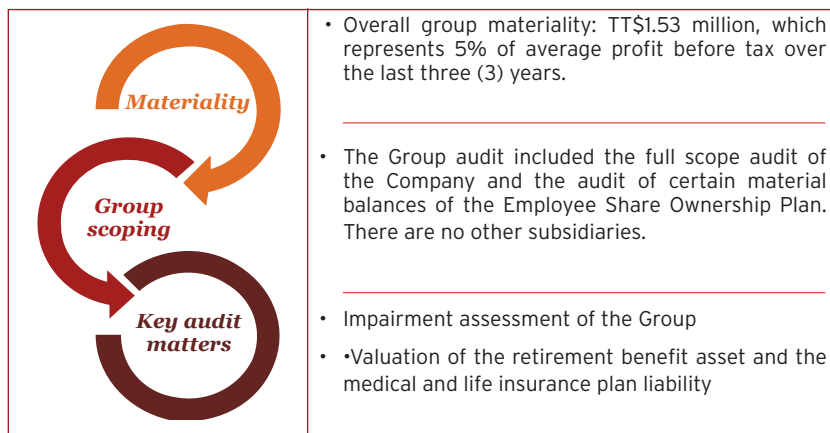 Materiality
• Overall group materiality: TT$1.53 million, which
represents 5% of average profit before tax over
the last three (3) years.
Group
scoping
• The Group audit included the full scope audit of
the Company and the audit of certain material
balances of the Employee Share Ownership Plan.
There are no other subsidiaries.
Key audit
matters
• Impairment assessment of the Group
• •Valuation of the retirement benefit asset and the
medical and life insurance plan liability